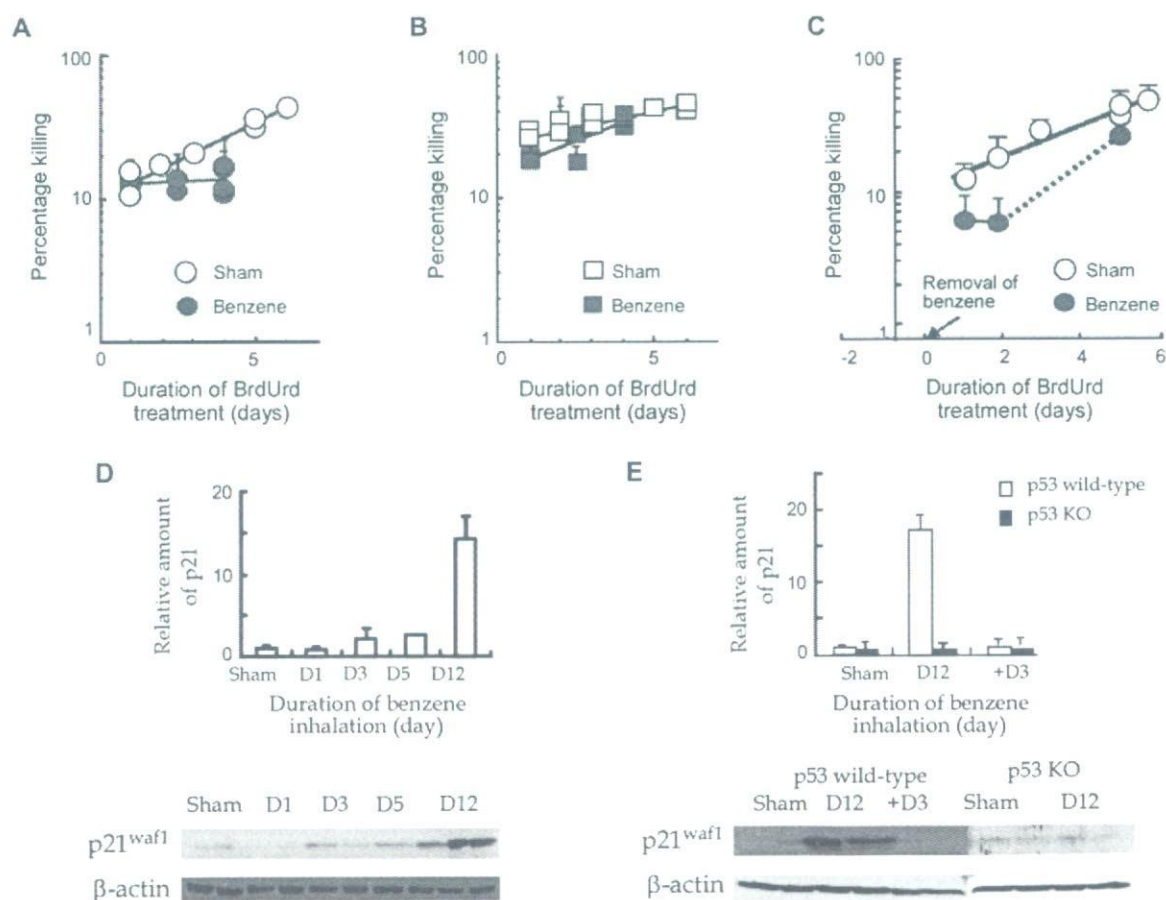 A
100
10
1
Percentage killing
Sham
Benzene
0
5
Duration of BrdUrd
treatment (days)
B
100
10
1
Percentage killing
Sham
Benzene
0
5
Duration of BrdUrd
treatment (days)
C
100
10
1
Percentage killing
Removal of
benzene
Sham
Benzene
-2
0
2
4
6
Duration of BrdUrd
treatment (days)
D
20
10
0
Relative amount
of p21
Sham D1 D3 D5 D12
Duration of benzene
inhalation (day)
Sham D1 D3 D5 D12
p21waf1
β-actin
E
20
10
0
Relative amount
of p21
p53 wild-type
p53 KO
Sham D12 +D3
Duration of benzene
inhalation (day)
p53 wild-type p53 KO
Sham D12 +D3 Sham D12
p21waf1
β-actin